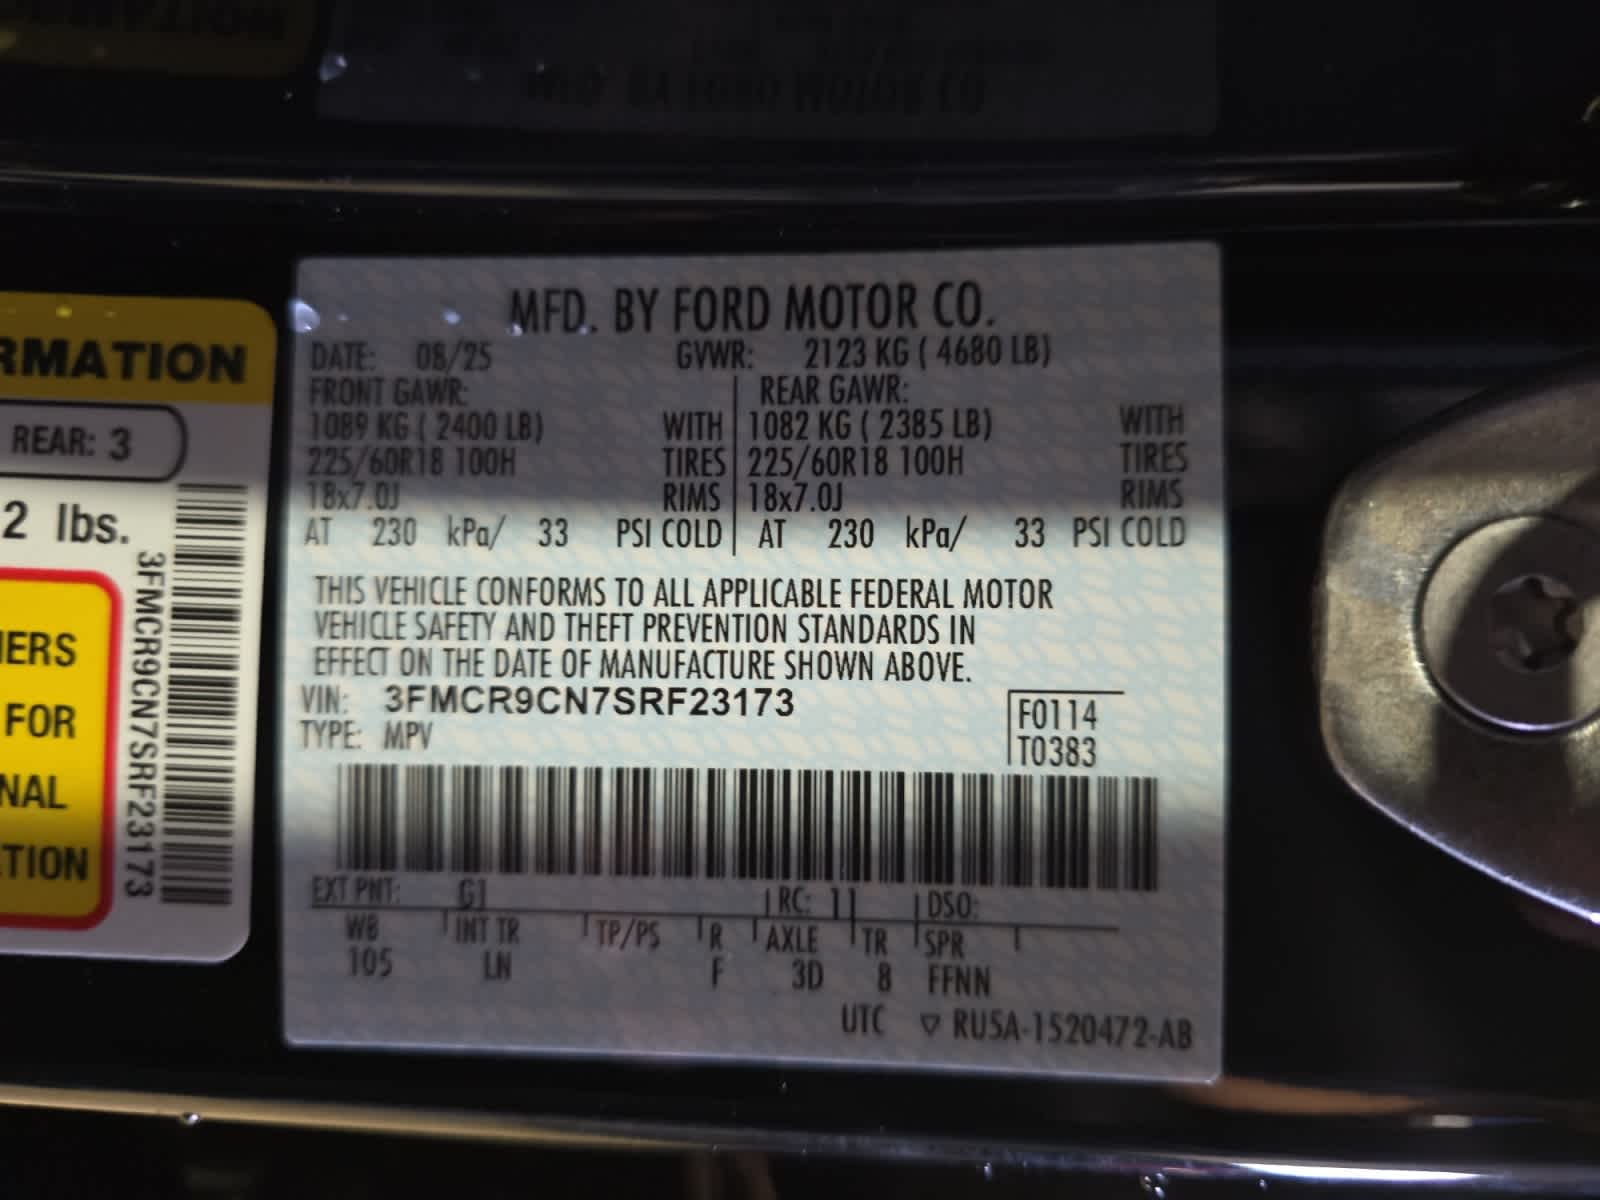 RMATION
REAR: 3
2 lbs.
3FMCR9CN7SRF23173
IERS
FOR
NAL
TION
MFD. BY FORD MOTOR CO.
DATE: 08/25 GVWR: 2123 KG ( 4680 LB)
FRONT GAWR: REAR GAWR:
1089 KG ( 2400 LB) WITH 1082 KG ( 2385 LB) WITH
225/60R18 100H TIRES 225/60R18 100H TIRES
18x7.0J RIMS 18x7.0J RIMS
AT 230 kPa/ 33 PSI COLD AT 230 kPa/ 33 PSI COLD
THIS VEHICLE CONFORMS TO ALL APPLICABLE FEDERAL MOTOR
VEHICLE SAFETY AND THEFT PREVENTION STANDARDS IN
EFFECT ON THE DATE OF MANUFACTURE SHOWN ABOVE.
VIN: 3FMCR9CN7SRF23173
F0114
TYPE: MPV
T0383
EXT PNT: G1 RC: 11 DSO:
WB INT TR TP/PS R AXLE TR SPR
105 LN F 3D 8 FFNN
UTC ▽ RU5A-1520472-AB